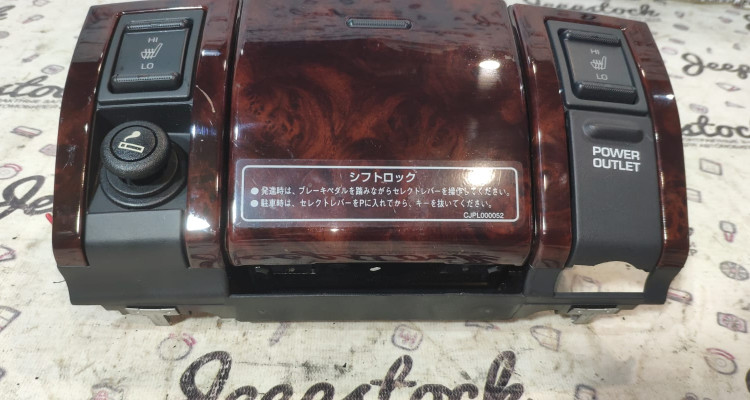 Jeepstock
HI
LO
HI
LO
POWER
OUTLET
シフトロック
●発進時は、ブレーキペダルを踏みながらセレクトレバーを操作してください。
●駐車時は、セレクトレバーをPに入れてから、キーを抜いてください。
CJPL000052
Jeepstock